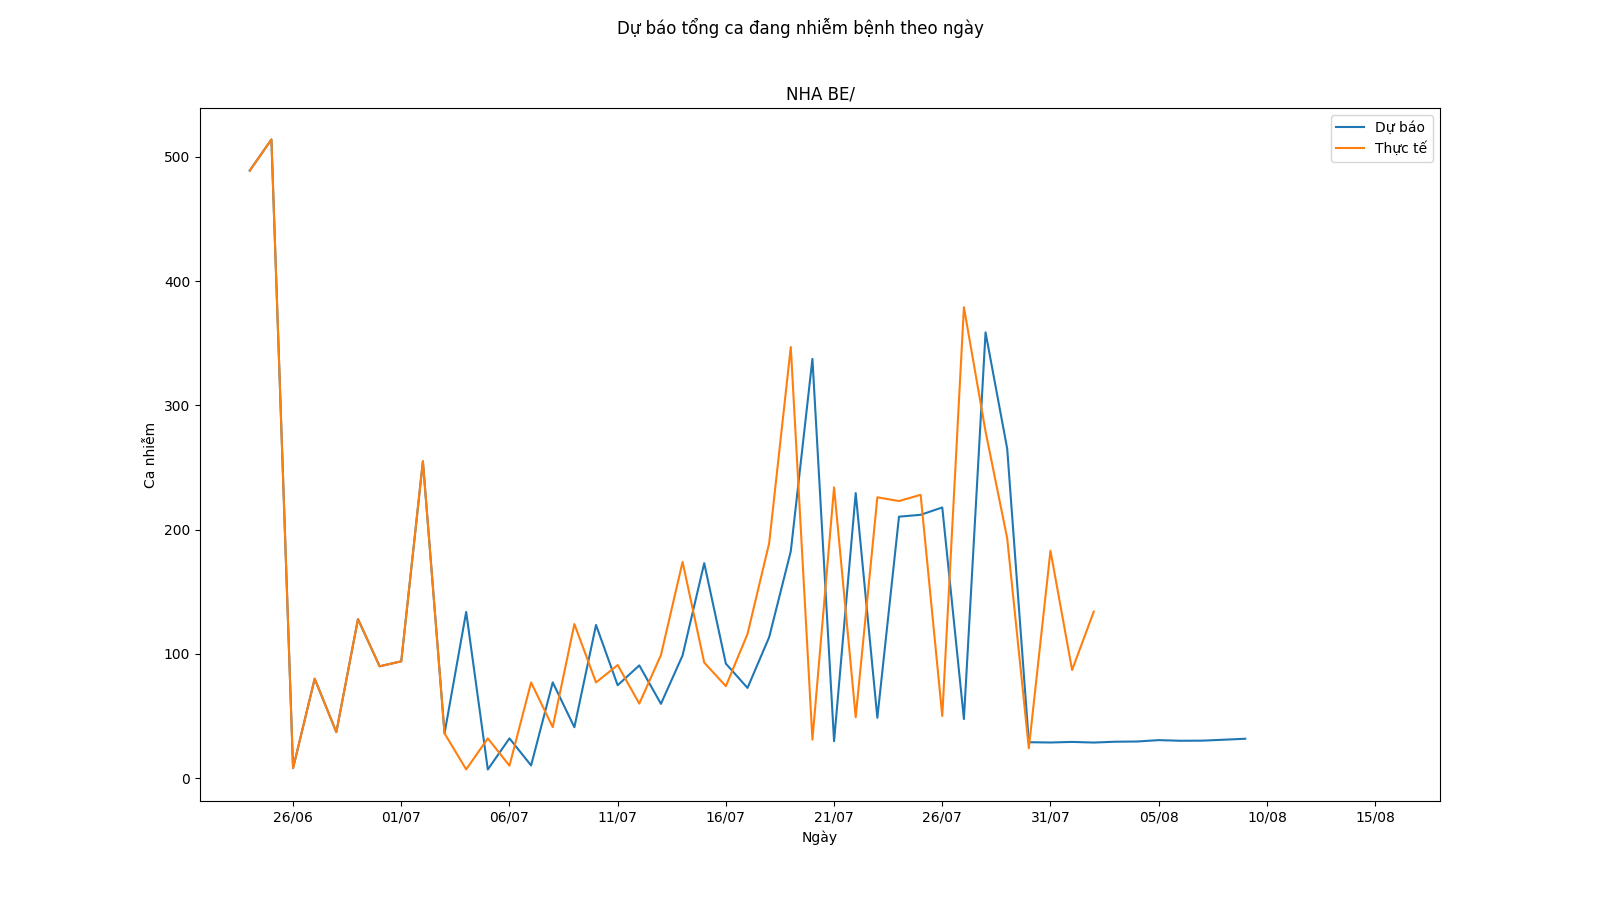 Dự báo tổng ca đang nhiễm bệnh theo ngày
NHA BE/
Dự báo
Thực tế
500
400
300
200
100
0
Ca nhiễm
26/06
01/07
06/07
11/07
16/07
21/07
26/07
31/07
05/08
10/08
15/08
Ngày